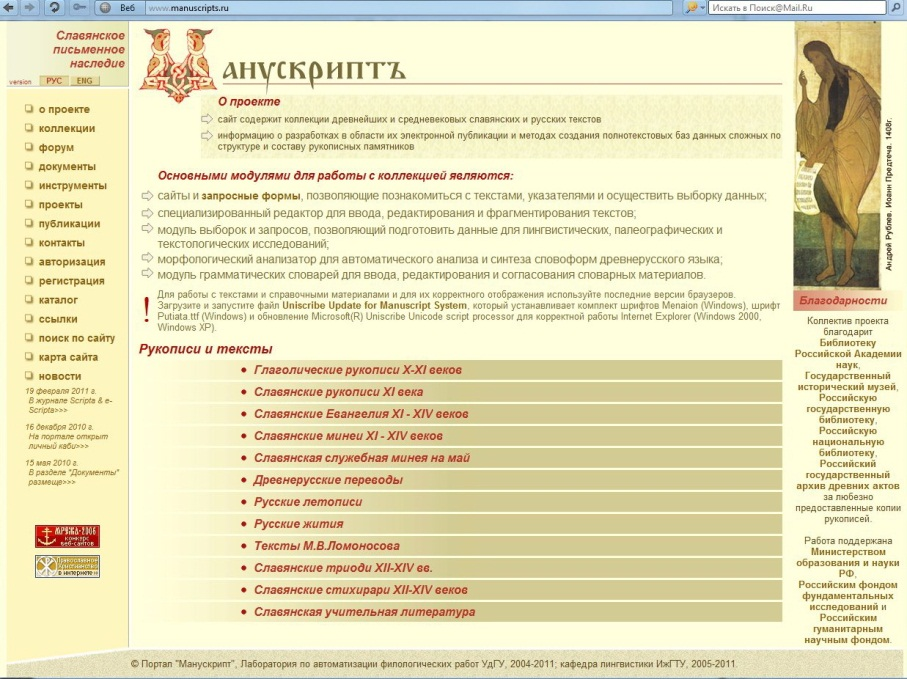 Веб
www.manuscripts.ru
Искать в Поиск@Mail.Ru
Славянское
письменное
наследие
version РУС ENG
о проекте
коллекции
форум
документы
инструменты
проекты
публикации
контакты
авторизация
регистрация
каталог
ссылки
поиск по сайту
карта сайта
новости
19 февраля 2011 г.
В журнале Scripta & e-
Scripta>>>
16 декабря 2010 г.
На портале открыт
личный каби>>>
15 мая 2010 г.
В разделе "Документы"
размеще>>>
МРЕЖА-2006
конкурс
веб-сайтов
Православное
Христианство
в интернете
Манускриптъ
О проекте
сайт содержит коллекции древнейших и средневековых славянских и русских текстов
информацию о разработках в области их электронной публикации и методах создания полнотекстовых баз данных сложных по
структуре и составу рукописных памятников
Основными модулями для работы с коллекцией являются:
сайты и запросные формы, позволяющие познакомиться с текстами, указателями и осуществить выборку данных;
специализированный редактор для ввода, редактирования и фрагментирования текстов;
модуль выборок и запросов, позволяющий подготовить данные для лингвистических, палеографических и
текстологических исследований;
морфологический анализатор для автоматического анализа и синтеза словоформ древнерусского языка;
модуль грамматических словарей для ввода, редактирования и согласования словарных материалов.
! Для работы с текстами и справочными материалами и для их корректного отображения используйте последние версии браузеров.
Загрузите и запустите файл Uniscribe Update for Manuscript System, который устанавливает комплект шрифтов Menaion (Windows), шрифт
Putiata.ttf (Windows) и обновление Microsoft(R) Uniscribe Unicode script processor для корректной работы Internet Explorer (Windows 2000,
Windows XP).
Рукописи и тексты
• Глаголические рукописи X-XI веков
• Славянские рукописи XI века
• Славянские Евангелия XI - XIV веков
• Славянские минеи XI - XIV веков
• Славянская служебная минея на май
• Древнерусские переводы
• Русские летописи
• Русские жития
• Тексты М.В.Ломоносова
• Славянские триоди XII-XIV вв.
• Славянские стихирари XII-XIV веков
• Славянская учительная литература
Андрей Рублев. Иоанн Предтеча. 1408г.
Благодарности
Коллектив проекта
благодарит
Библиотеку
Российской Академии
наук,
Государственный
исторический музей,
Российскую
государственную
библиотеку,
Российскую
национальную
библиотеку,
Российский
государственный
архив древних актов
за любезно
предоставленные копии
рукописей.
Работа поддержана
Министерством
образования и науки
РФ,
Российским фондом
фундаментальных
исследований и
Российским
гуманитарным
научным фондом.
© Портал "Манускрипт", Лаборатория по автоматизации филологических работ УдГУ, 2004-2011; кафедра лингвистики ИжГТУ, 2005-2011.